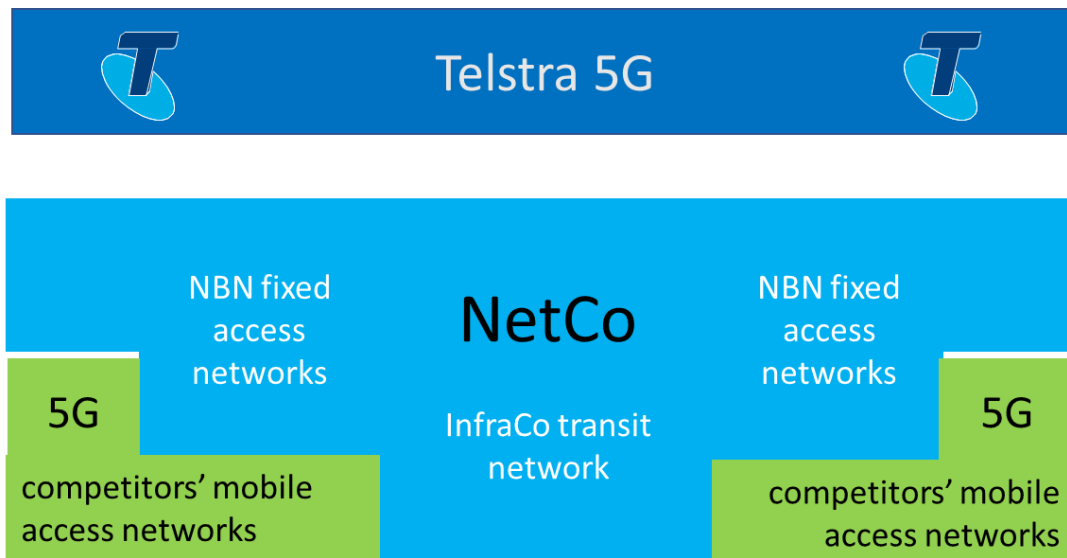 Telstra 5G
NBN fixed
access
networks
NetCo
NBN fixed
access
networks
5G
InfraCo transit
network
5G
competitors’ mobile
access networks
competitors’ mobile
access networks